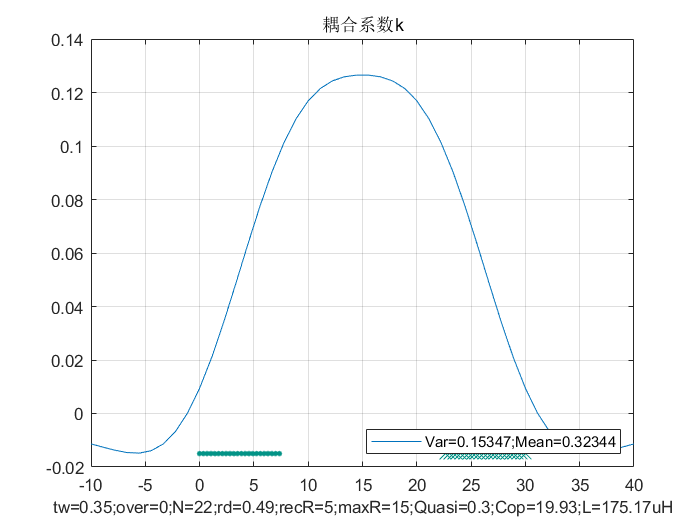 耦合系数k
0.14
0.12
0.1
0.08
0.06
0.04
0.02
0
-0.02
Var=0.15347;Mean=0.32344
-10 -5 0 5 10 15 20 25 30 35 40
tw=0.35;over=0;N=22;rd=0.49;recR=5;maxR=15;Quasi=0.3;Cop=19.93;L=175.17uH